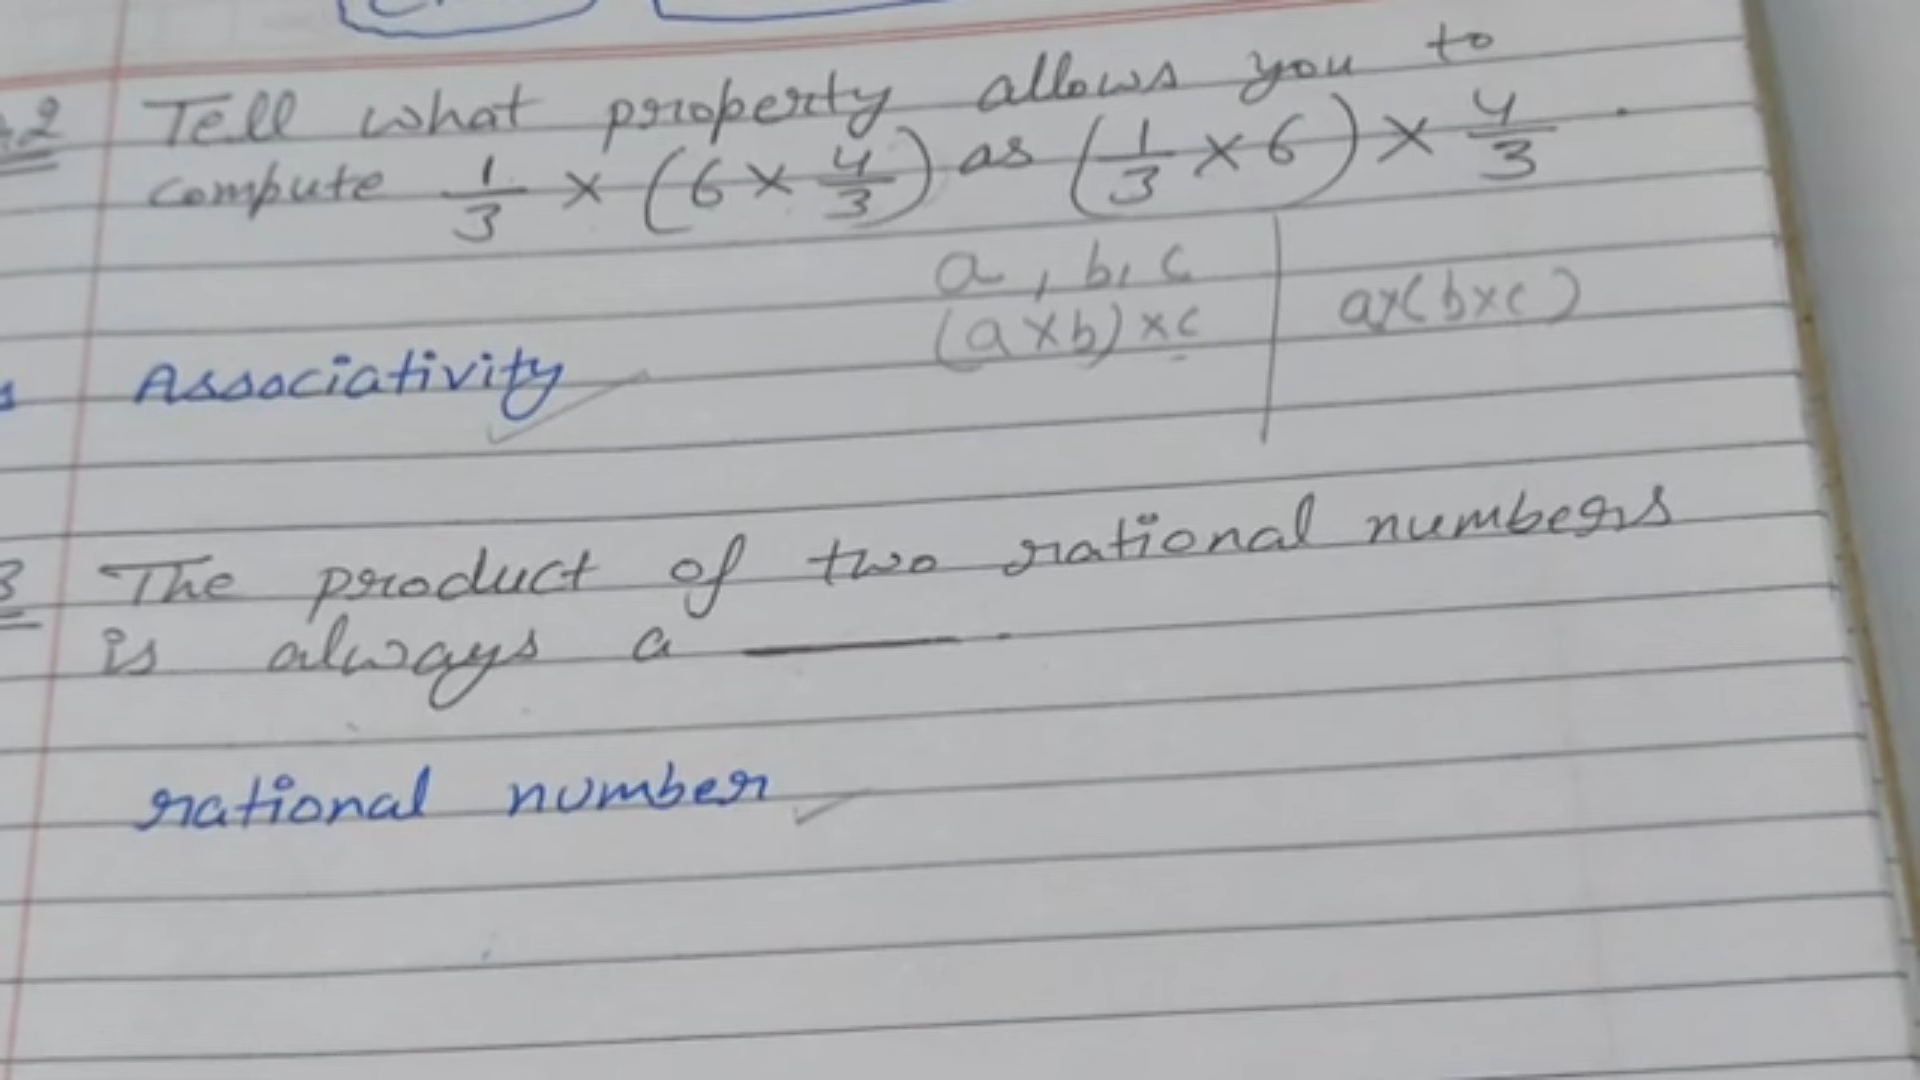 2 Tell what property allows you to
compute 1/3 × (6 × 4/3) as (1/3 × 6) × 4/3 .
a, b, c
(a×b)×c | a×(b×c)
Associativity
3 The product of two rational numbers
is always a ____.
rational number